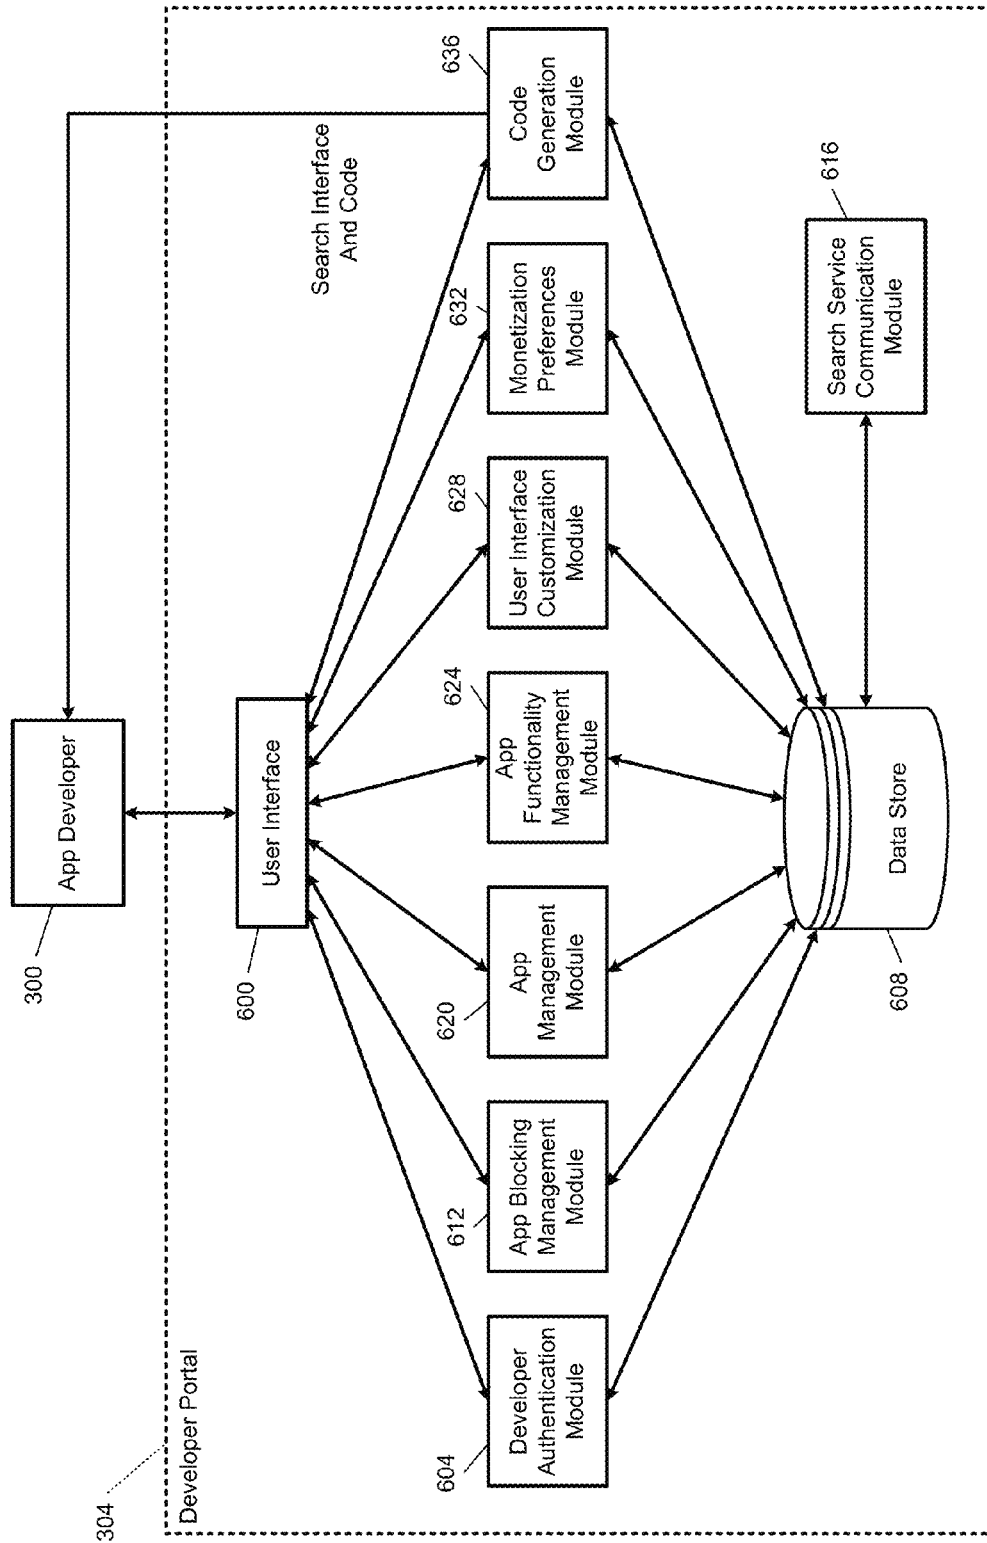 304
Developer Portal
300
App Developer
600
User Interface
Search Interface
And Code
604
Developer
Authentication
Module
612
App Blocking
Management
Module
620
App
Management
Module
624
App
Functionality
Management
Module
628
User Interface
Customization
Module
632
Monetization
Preferences
Module
636
Code
Generation
Module
608
Data Store
616
Search Service
Communication
Module